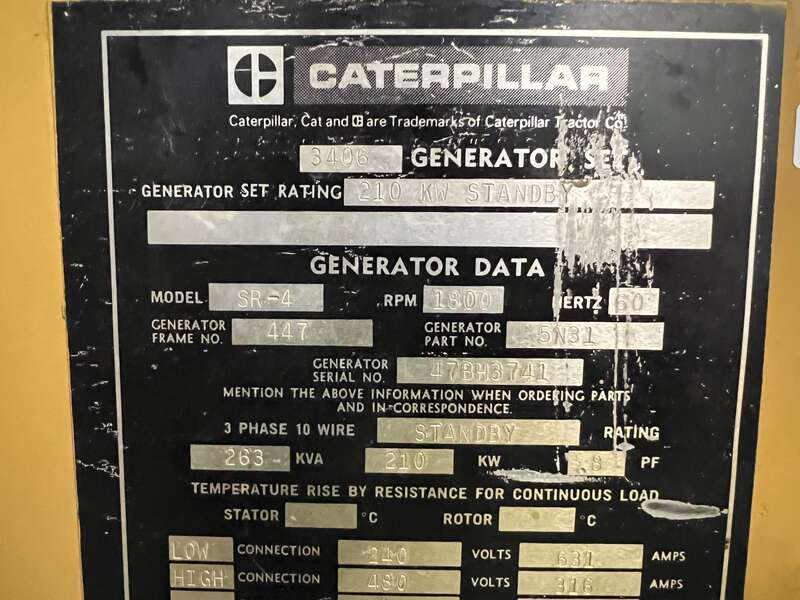 CATERPILLAR
Caterpillar, Cat and C are Trademarks of Caterpillar Tractor Co.
3406 GENERATOR SET
GENERATOR SET RATING 210 KW STANDBY
GENERATOR DATA
MODEL SR-4 RPM 1800 HERTZ 60
GENERATOR FRAME NO. 447 GENERATOR PART NO. 5N31
GENERATOR SERIAL NO. 47BH3741
MENTION THE ABOVE INFORMATION WHEN ORDERING PARTS
AND IN CORRESPONDENCE.
3 PHASE 10 WIRE STANDBY RATING
263 KVA 210 KW .8 PF
TEMPERATURE RISE BY RESISTANCE FOR CONTINUOUS LOAD
STATOR °C ROTOR °C
LOW CONNECTION 240 VOLTS 631 AMPS
HIGH CONNECTION 480 VOLTS 316 AMPS